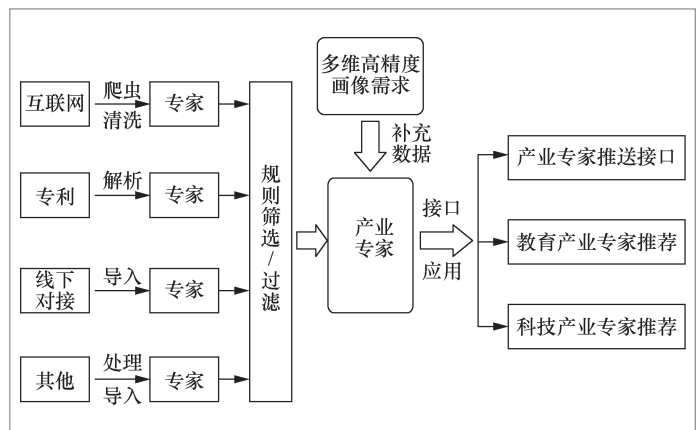 互联网
爬虫
清洗
专家
专利
解析
专家
线下
对接
导入
专家
其他
处理
导入
专家
规则筛选/过滤
多维高精度
画像需求
补充
数据
产业
专家
接口
应用
产业专家推送接口
教育产业专家推荐
科技产业专家推荐